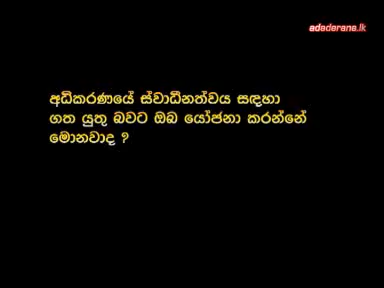 adaderana.lk
අධිකරණයේ ස්වාධීනත්වය සඳහා
ගත යුතු බවට ඔබ යෝජනා කරන්නේ
මොනවාද ?